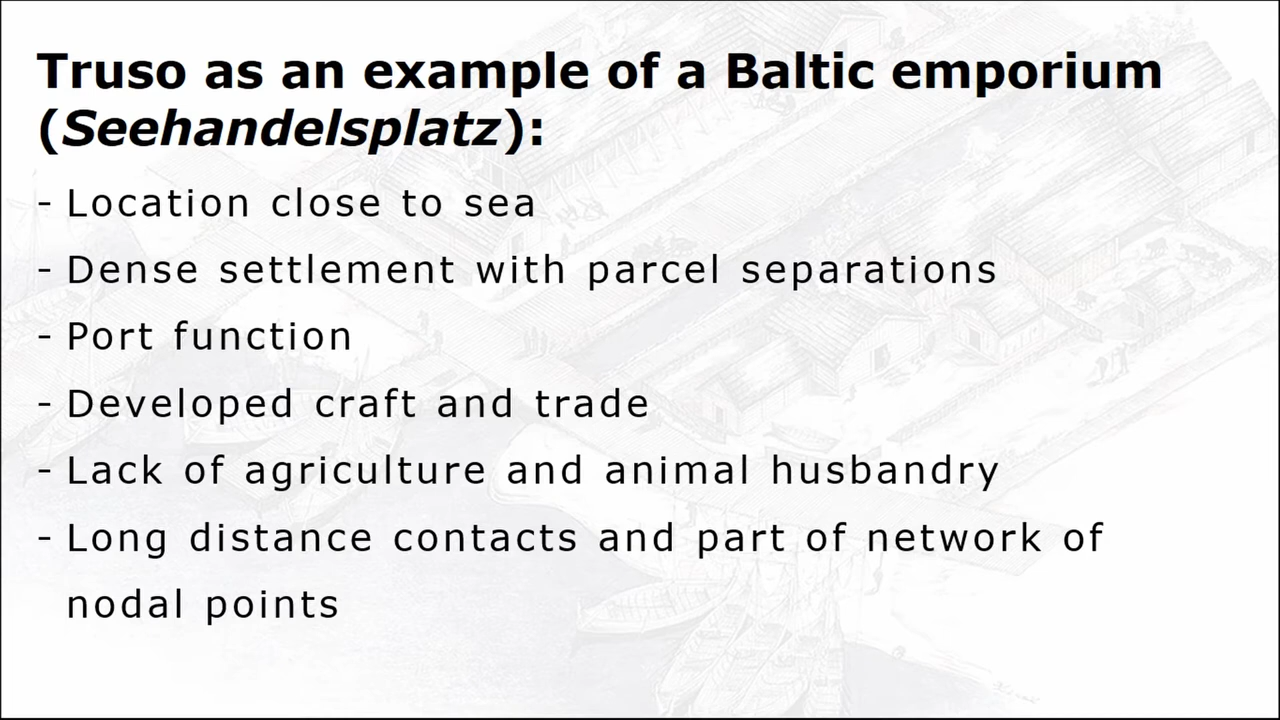 Truso as an example of a Baltic emporium
(Seehandelsplatz):
- Location close to sea
- Dense settlement with parcel separations
- Port function
- Developed craft and trade
- Lack of agriculture and animal husbandry
- Long distance contacts and part of network of
nodal points